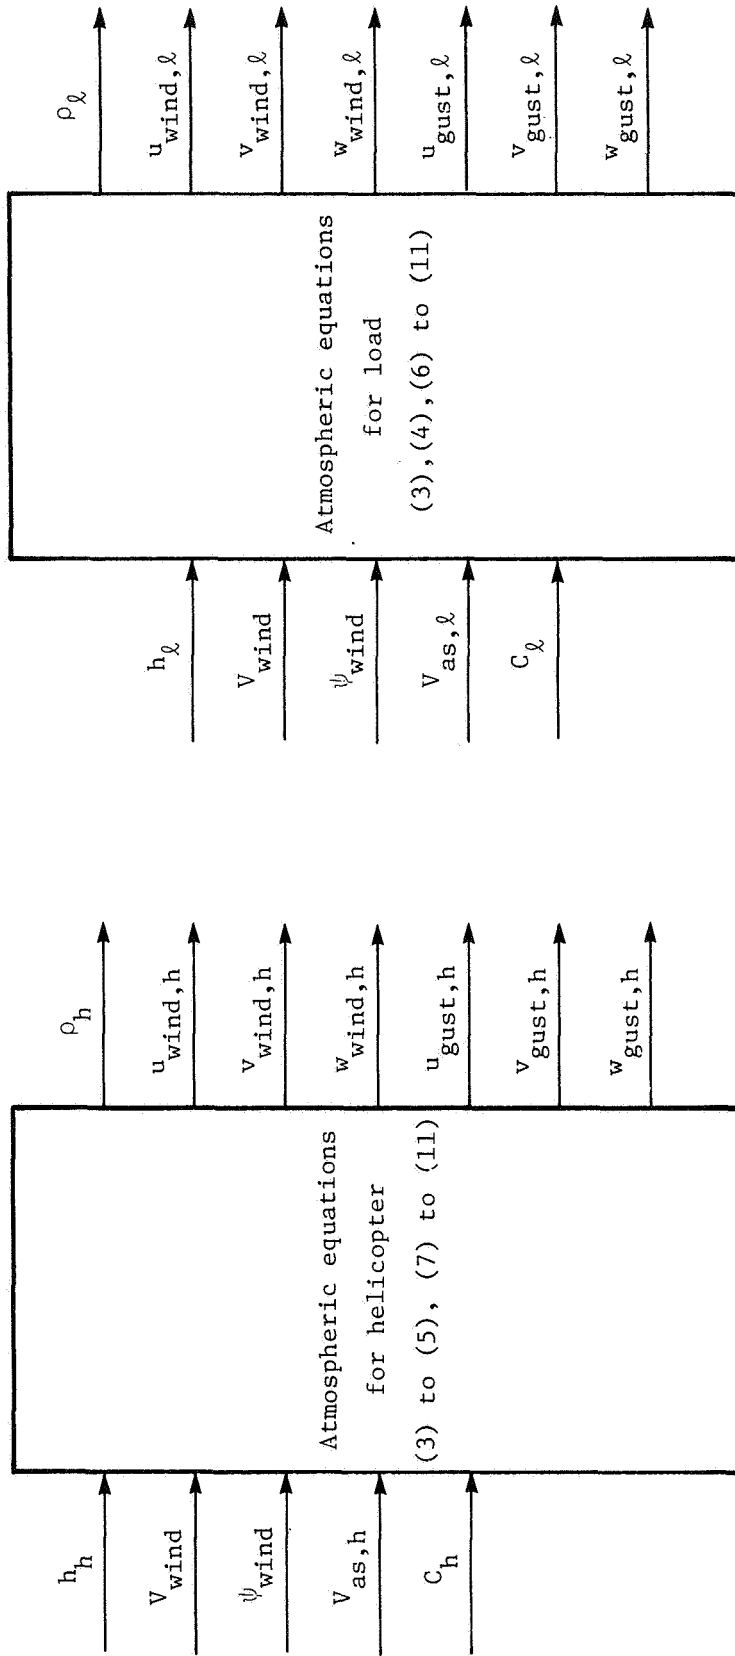 h_h
V_wind
ψ_wind
V_as,h
C_h
Atmospheric equations
for helicopter
(3) to (5), (7) to (11)
ρ_h
u_wind,h
v_wind,h
w_wind,h
u_gust,h
v_gust,h
w_gust,h
h_ℓ
V_wind
ψ_wind
V_as,ℓ
C_ℓ
Atmospheric equations
for load
(3),(4),(6) to (11)
ρ_ℓ
u_wind,ℓ
v_wind,ℓ
w_wind,ℓ
u_gust,ℓ
v_gust,ℓ
w_gust,ℓ